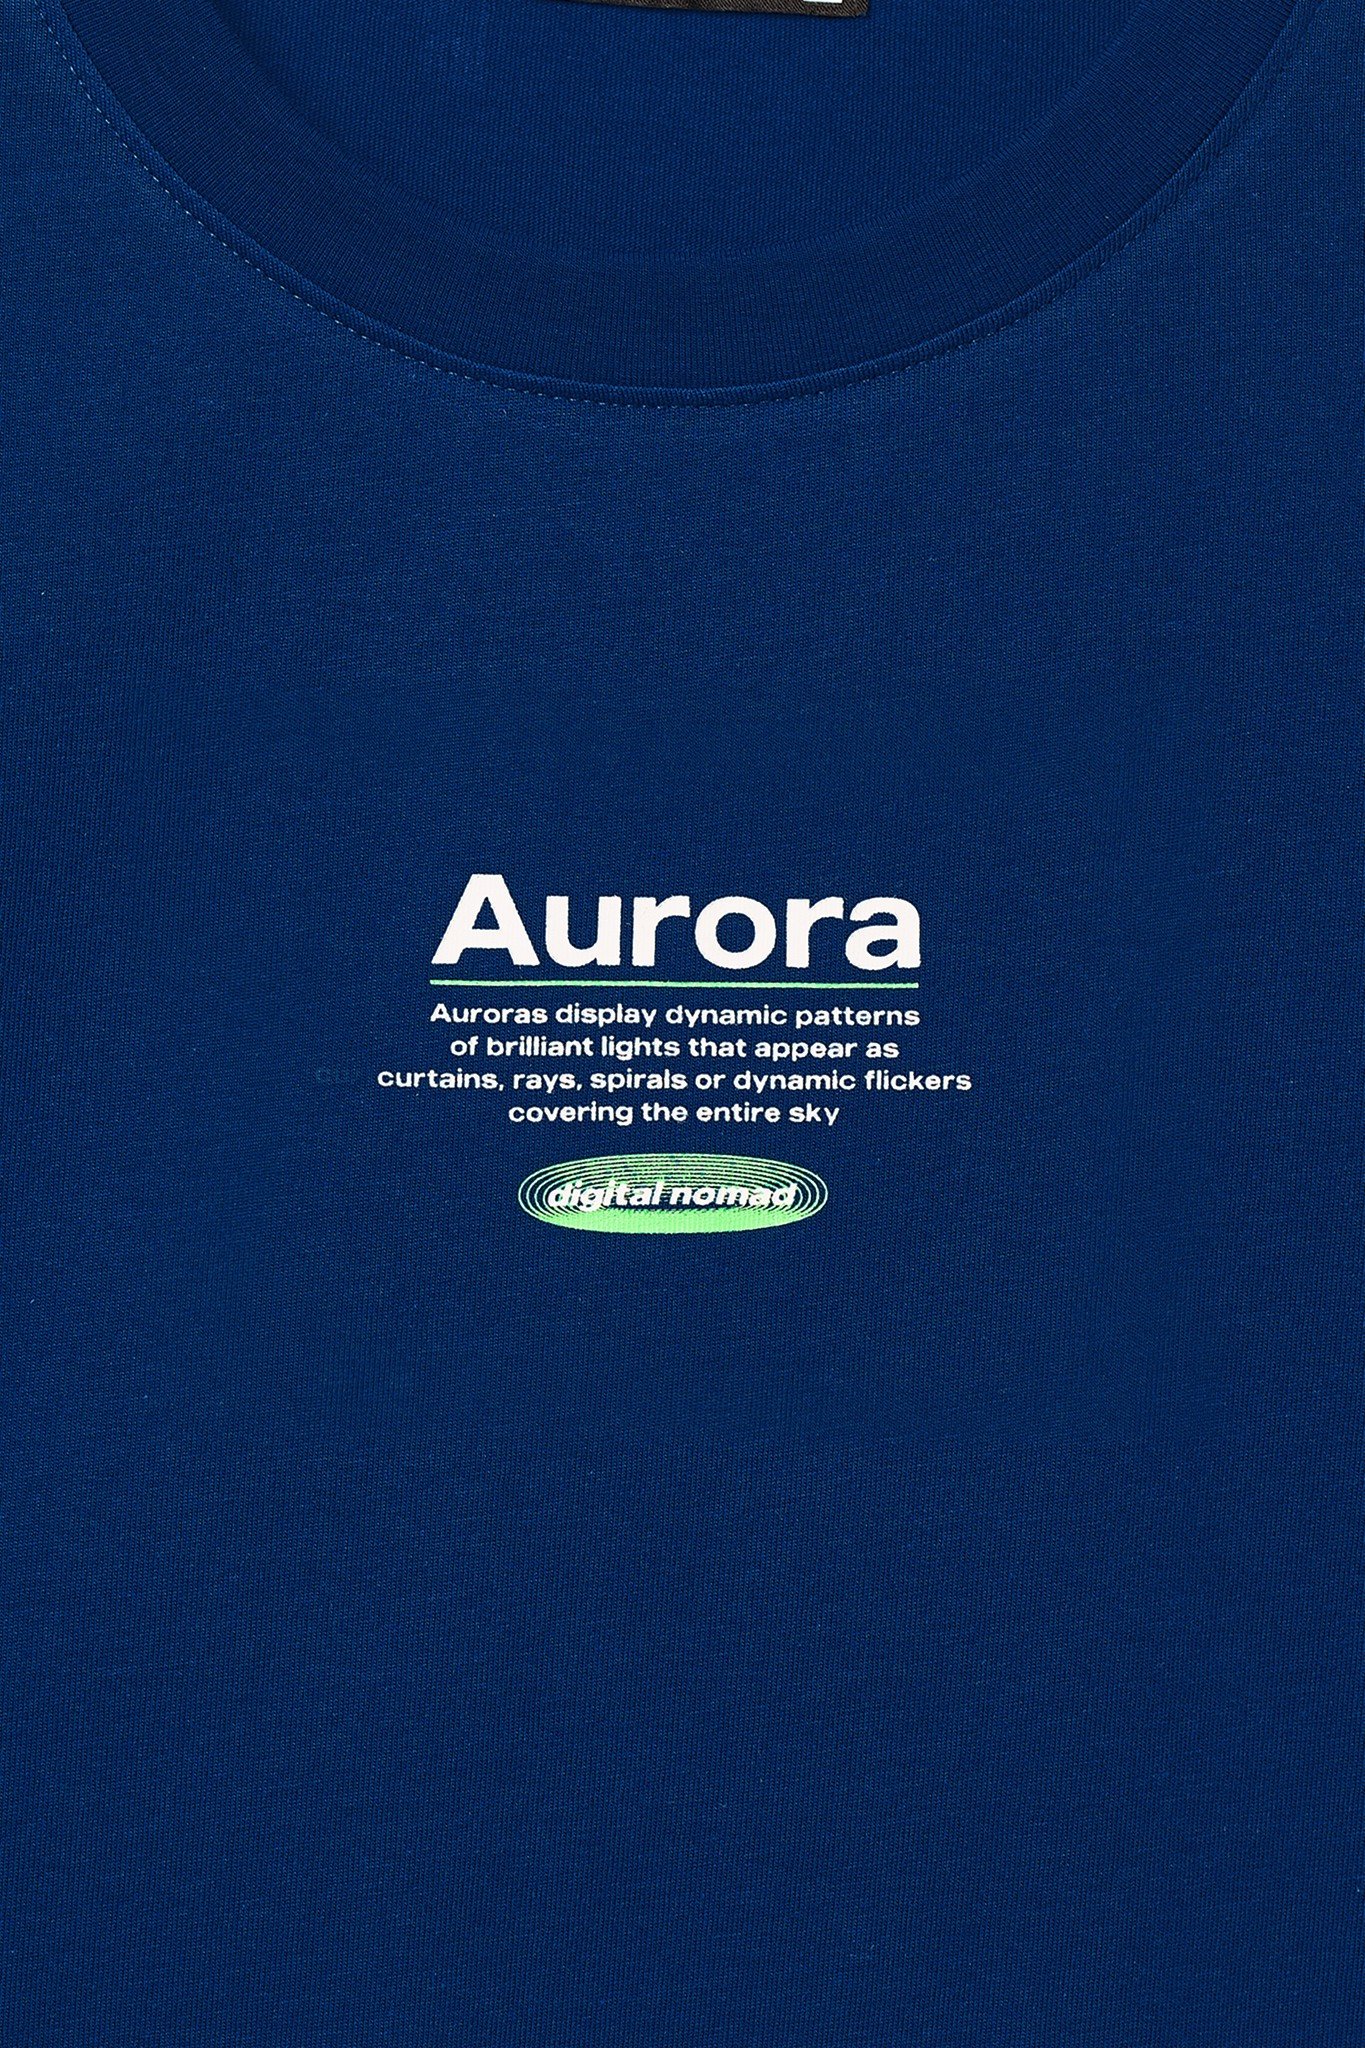 Aurora
Auroras display dynamic patterns
of brilliant lights that appear as
curtains, rays, spirals or dynamic flickers
covering the entire sky
digital nomad